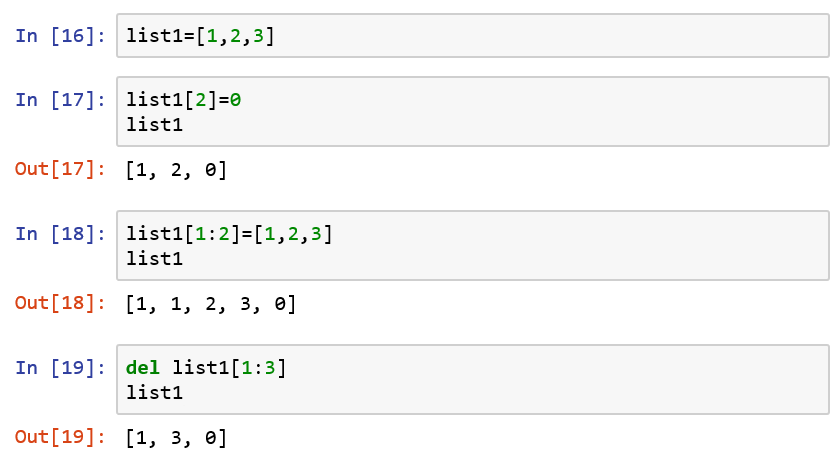 In [16]: list1=[1,2,3]
In [17]: list1[2]=0
list1
Out[17]: [1, 2, 0]
In [18]: list1[1:2]=[1,2,3]
list1
Out[18]: [1, 1, 2, 3, 0]
In [19]: del list1[1:3]
list1
Out[19]: [1, 3, 0]